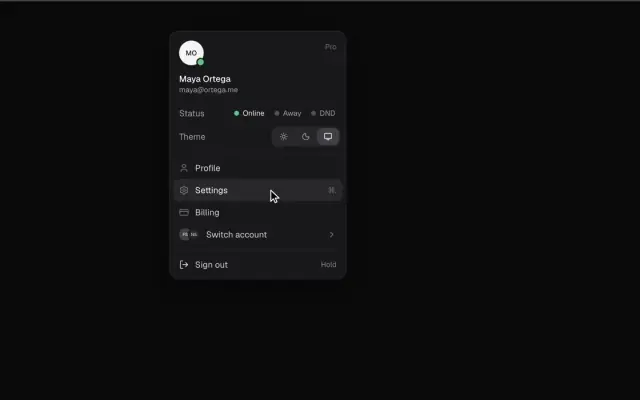 MO
Pro
Maya Ortega
maya@ortega.me
Status Online Away DND
Theme
Profile
Settings
Billing
Switch account
Sign out Hold